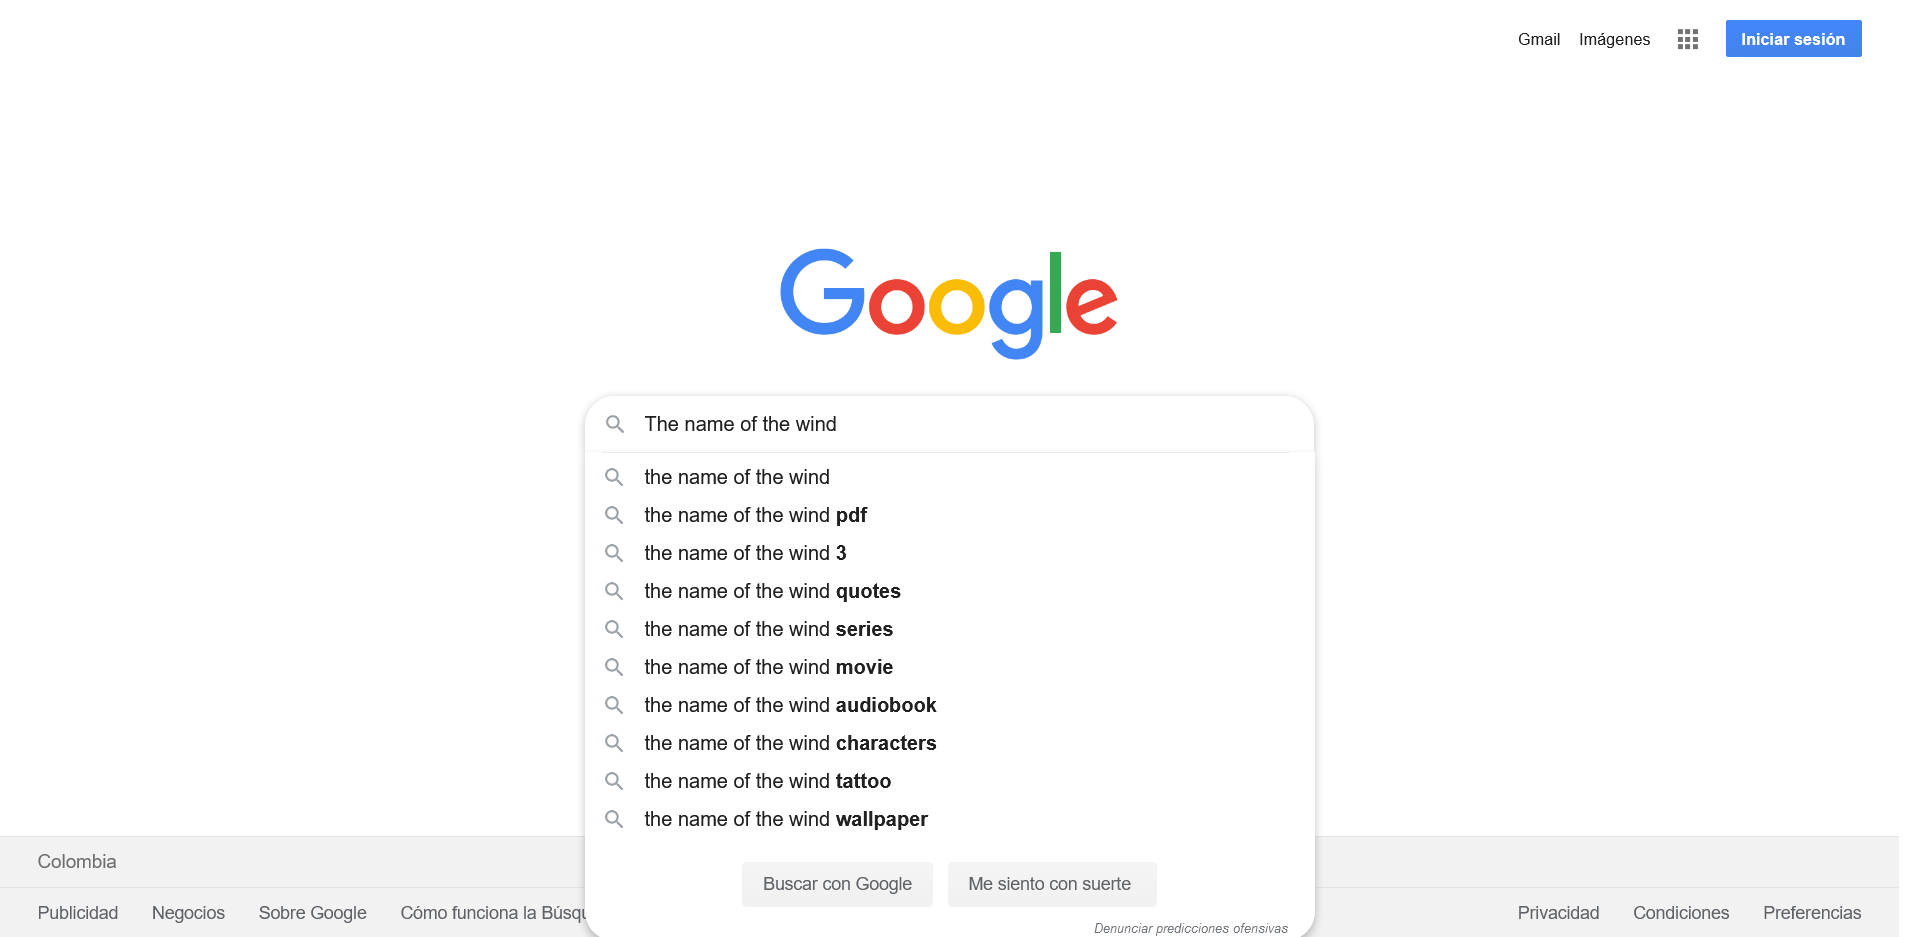 Gmail Imágenes Iniciar sesión
Google
The name of the wind
the name of the wind
the name of the wind pdf
the name of the wind 3
the name of the wind quotes
the name of the wind series
the name of the wind movie
the name of the wind audiobook
the name of the wind characters
the name of the wind tattoo
the name of the wind wallpaper
Colombia
Buscar con Google Me siento con suerte
Publicidad Negocios Sobre Google Cómo funciona la Búsqu Privacidad Condiciones Preferencias
Denunciar predicciones ofensivas